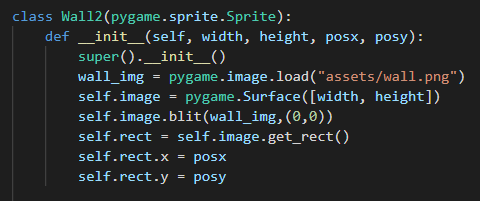 class Wall2(pygame.sprite.Sprite):
    def __init__(self, width, height, posx, posy):
        super().__init__()
        wall_img = pygame.image.load("assets/wall.png")
        self.image = pygame.Surface([width, height])
        self.image.blit(wall_img,(0,0))
        self.rect = self.image.get_rect()
        self.rect.x = posx
        self.rect.y = posy